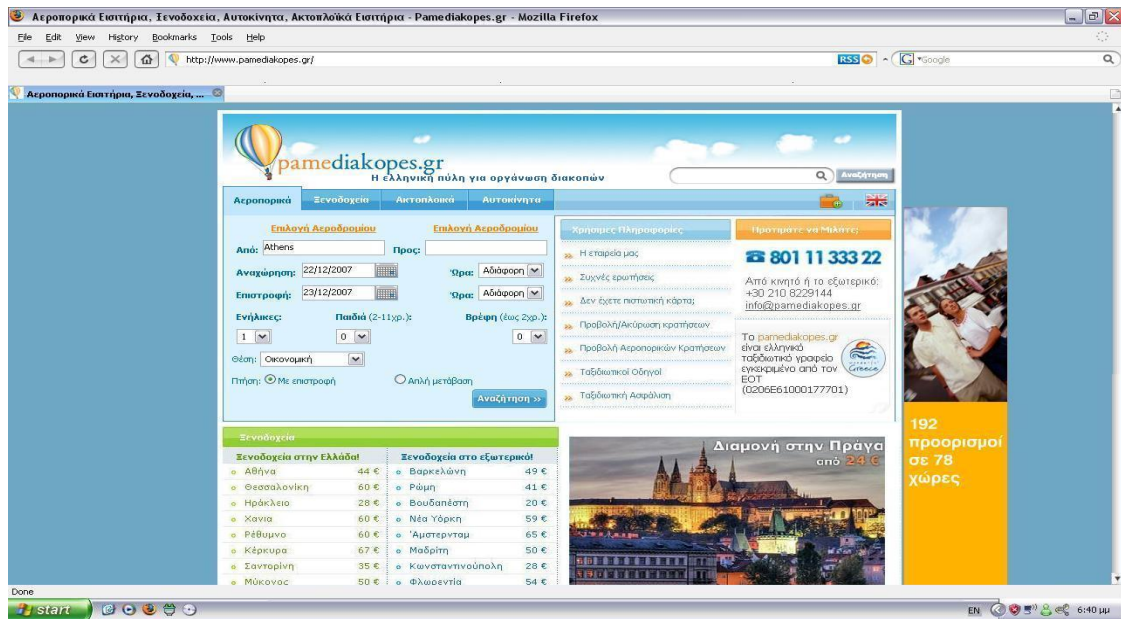 Αεροπορικά Εισιτήρια, Ξενοδοχεία, Αυτοκίνητα, Ακτοπλοϊκά Εισιτήρια - Pamediakopes.gr - Mozilla Firefox
File Edit View History Bookmarks Tools Help
http://www.pamediakopes.gr/
RSS
G Google
Αεροπορικά Εισιτήρια, Ξενοδοχεία, ...
pamediakopes.gr
Η ελληνική πύλη για οργάνωση διακοπών
Αναζήτηση
Αεροπορικά Ξενοδοχεία Ακτοπλοικά Αυτοκίνητα
Επιλογή Αεροδρομίου Επιλογή Αεροδρομίου
Από: Athens Προς:
Αναχώρηση: 22/12/2007 Ώρα: Αδιάφορη
Επιστροφή: 23/12/2007 Ώρα: Αδιάφορη
Ενήλικες: Παιδιά (2-11χρ.): Βρέφη (έως 2χρ.):
1 0 0
Θέση: Οικονομική
Πτήση: Με επιστροφή Απλή μετάβαση
Αναζήτηση »
Χρήσιμες Πληροφορίες
Η εταιρεία μας
Συχνές ερωτήσεις
Δεν έχετε πιστωτική κάρτα;
Προβολή/Ακύρωση κρατήσεων
Προβολή Αεροπορικών Κρατήσεων
Ταξιδιωτικοί Οδηγοί
Ταξιδιωτική Ασφάλιση
Προτιμάτε να Μιλήτε;
801 11 333 22
Από κινητό ή το εξωτερικό:
+30 210 8229144
info@pamediakopes.gr
Το pamediakopes.gr
είναι ελληνικό
ταξιδιωτικό γραφείο
εγκεκριμένο από τον
ΕΟΤ
(0206E61000177701)
Greece
192
προορισμοί
σε 78
χώρες
Ξενοδοχεία
Ξενοδοχεία στην Ελλάδα! Ξενοδοχεία στο εξωτερικό!
Αθήνα 44 € Βαρκελώνη 49 €
Θεσσαλονίκη 60 € Ρώμη 41 €
Ηράκλειο 28 € Βουδαπέστη 20 €
Χανια 60 € Νέα Υόρκη 59 €
Ρέθυμνο 60 € 'Αμστερνταμ 65 €
Κέρκυρα 67 € Μαδρίτη 50 €
Σαντορίνη 35 € Κωνσταντινούπολη 28 €
Μύκονος 50 € Φλωρεντία 54 €
Διαμονή στην Πράγα
από 24 €
Done
start
EN 6:40 μμ